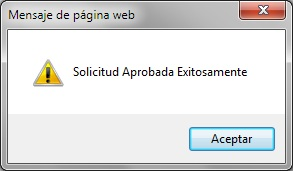 Mensaje de página web
Solicitud Aprobada Exitosamente
Aceptar